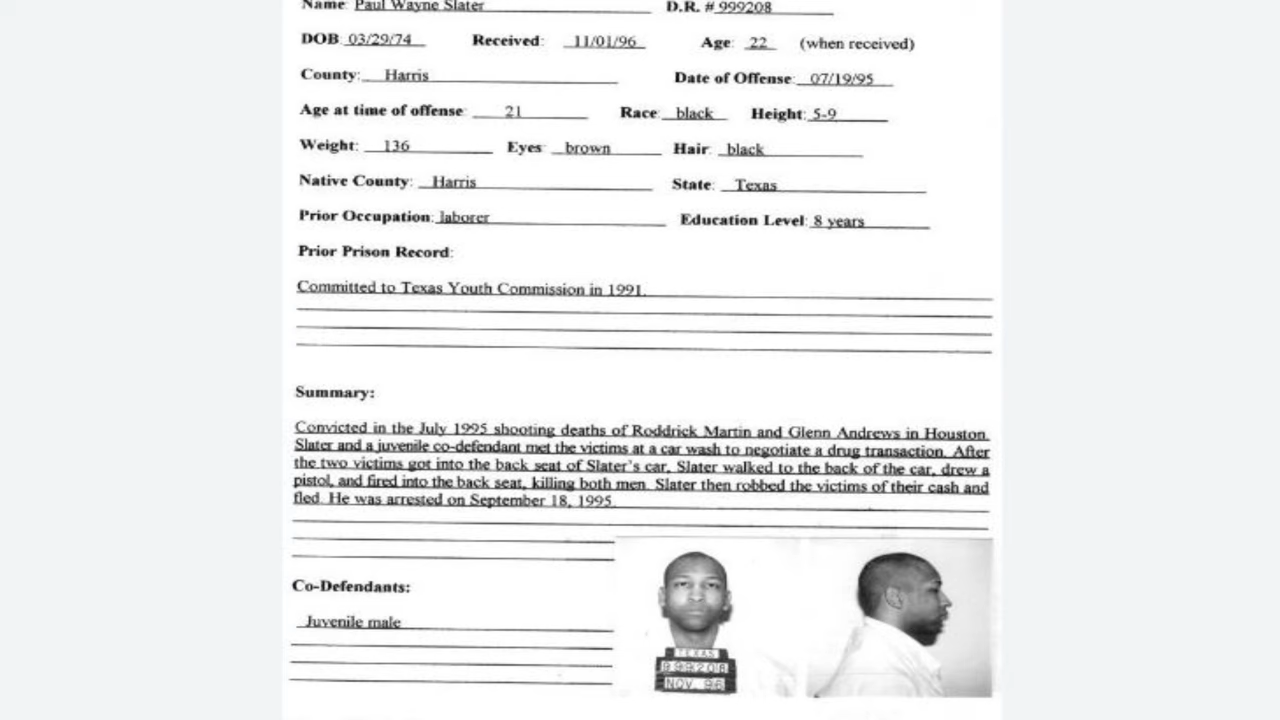 Name: Paul Wayne Slater D.R. # 999208
DOB: 03/29/74 Received: 11/01/96 Age: 22 (when received)
County: Harris Date of Offense: 07/19/95
Age at time of offense: 21 Race: black Height: 5-9
Weight: 136 Eyes: brown Hair: black
Native County: Harris State: Texas
Prior Occupation: laborer Education Level: 8 years
Prior Prison Record:
Committed to Texas Youth Commission in 1991.
Summary:
Convicted in the July 1995 shooting deaths of Roddrick Martin and Glenn Andrews in Houston.
Slater and a juvenile co-defendant met the victims at a car wash to negotiate a drug transaction. After
the two victims got into the back seat of Slater's car, Slater walked to the back of the car, drew a
pistol, and fired into the back seat, killing both men. Slater then robbed the victims of their cash and
fled. He was arrested on September 18, 1995.
Co-Defendants:
Juvenile male
TEXAS
999208
NOV. 96